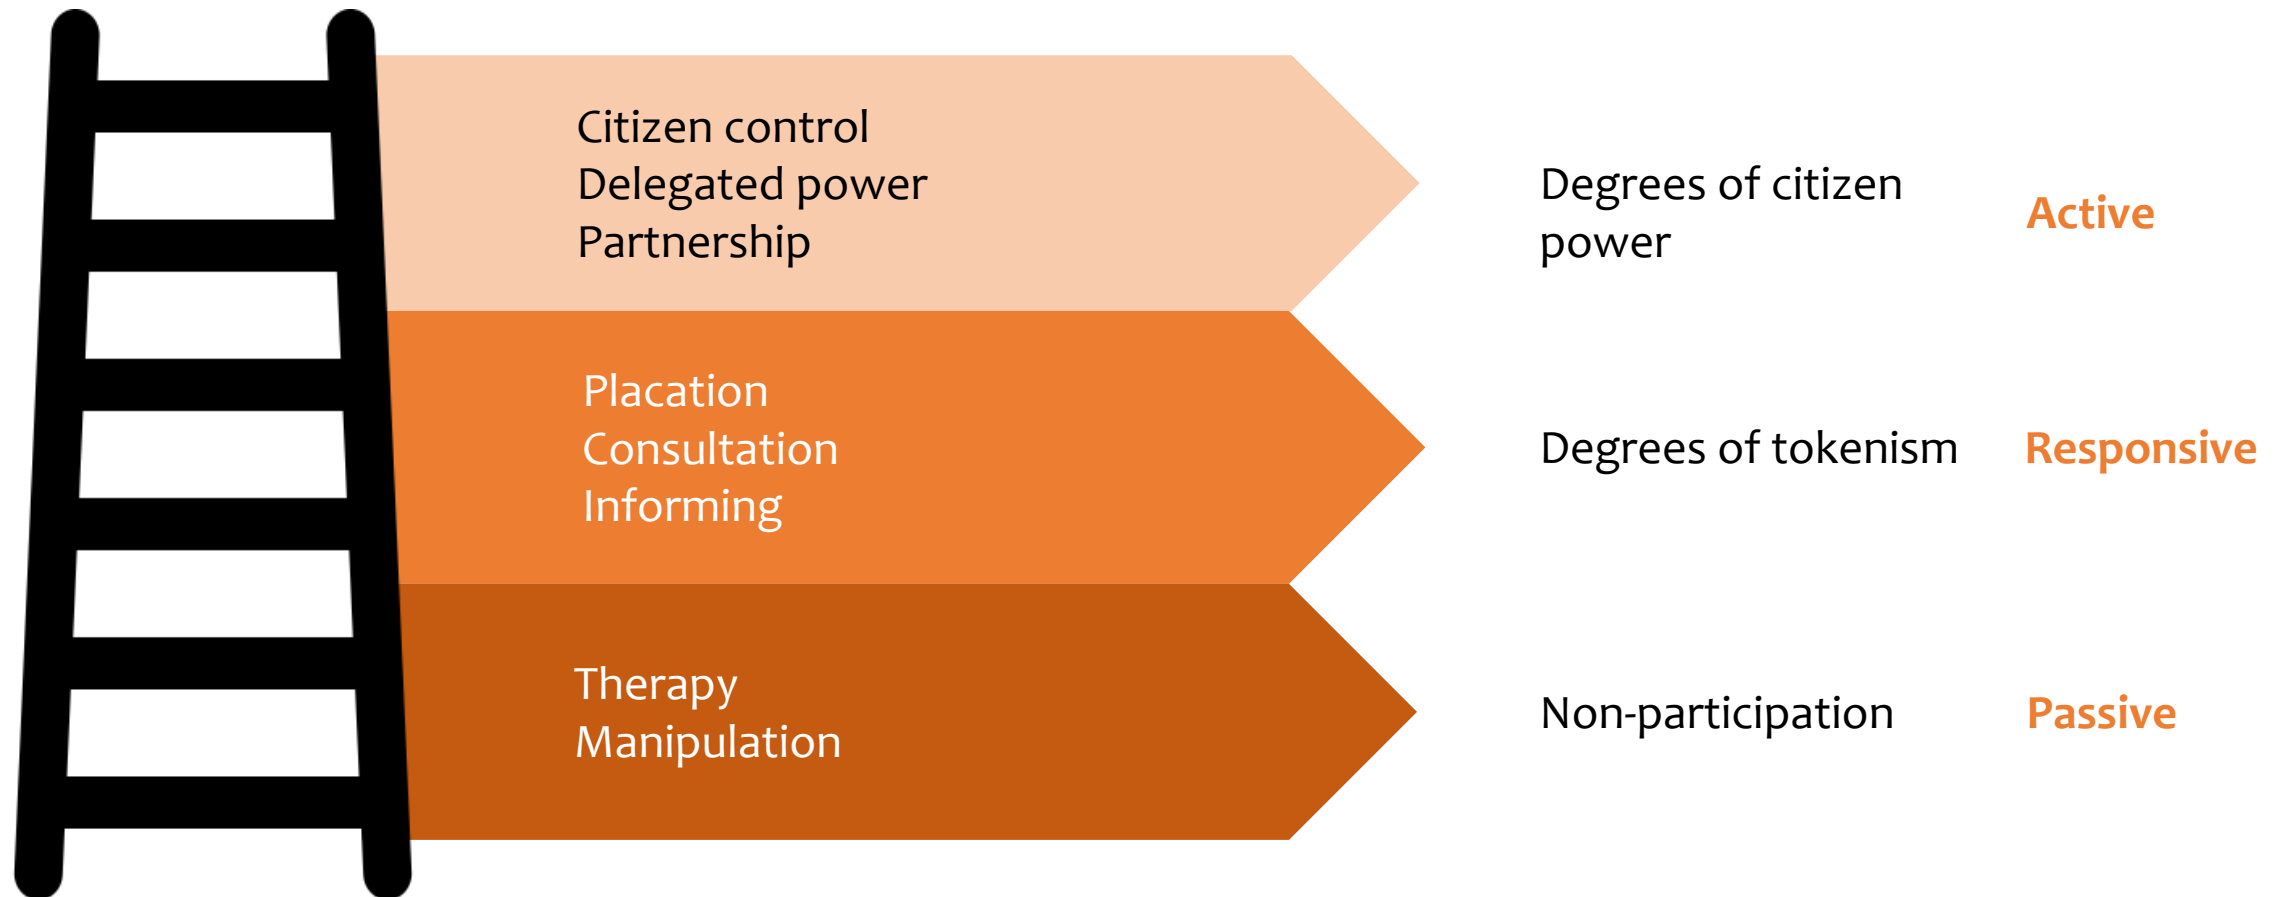 Citizen control
Delegated power
Partnership
Degrees of citizen
power
Active
Placation
Consultation
Informing
Degrees of tokenism
Responsive
Therapy
Manipulation
Non-participation
Passive